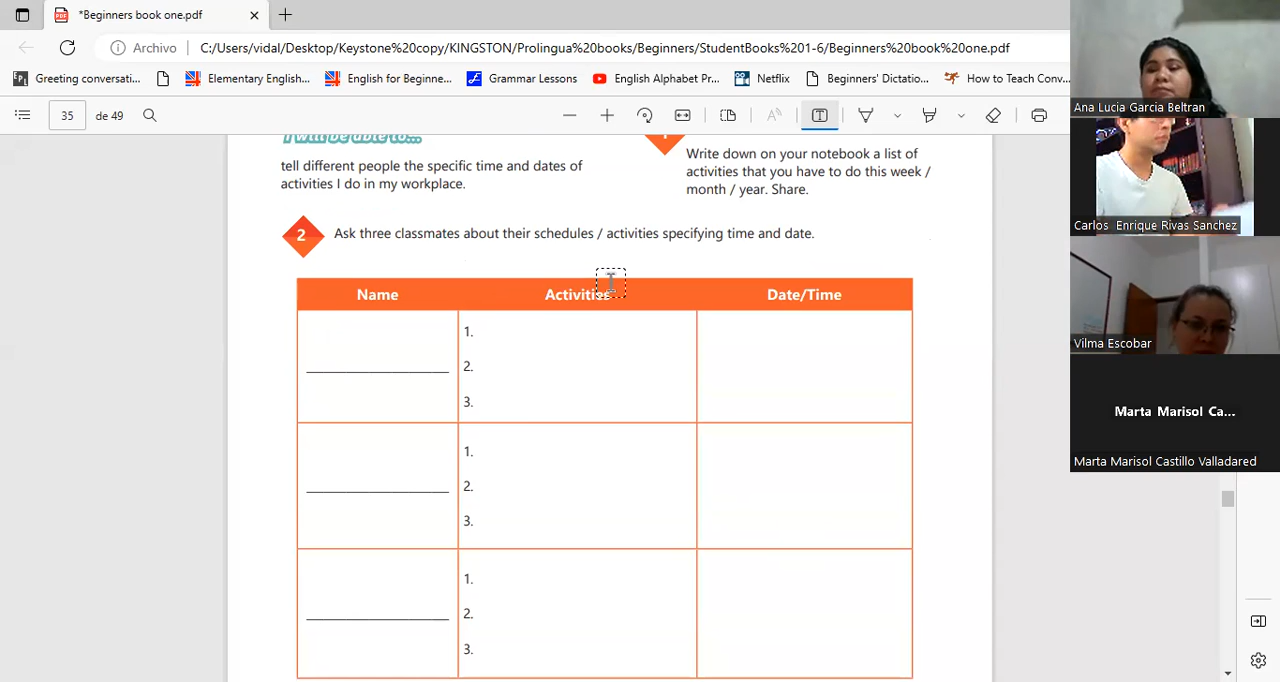 *Beginners book one.pdf
Archivo
C:/Users/vidal/Desktop/Keystone%20copy/KINGSTON/Prolingua%20books/Beginners/StudentBooks%201-6/Beginners%20book%20one.pdf
Greeting conversati...
Elementary English...
English for Beginne...
Grammar Lessons
English Alphabet Pr...
Netflix
Beginners' Dictatio...
How to Teach Conv...
35 de 49
I will be able to...
tell different people the specific time and dates of
activities I do in my workplace.
1
Write down on your notebook a list of
activities that you have to do this week /
month / year. Share.
2 Ask three classmates about their schedules / activities specifying time and date.
Name Activities Date/Time
1.
2.
3.
1.
2.
3.
1.
2.
3.
Ana Lucia Garcia Beltran
Carlos Enrique Rivas Sanchez
Vilma Escobar
Marta Marisol Ca...
Marta Marisol Castillo Valladared